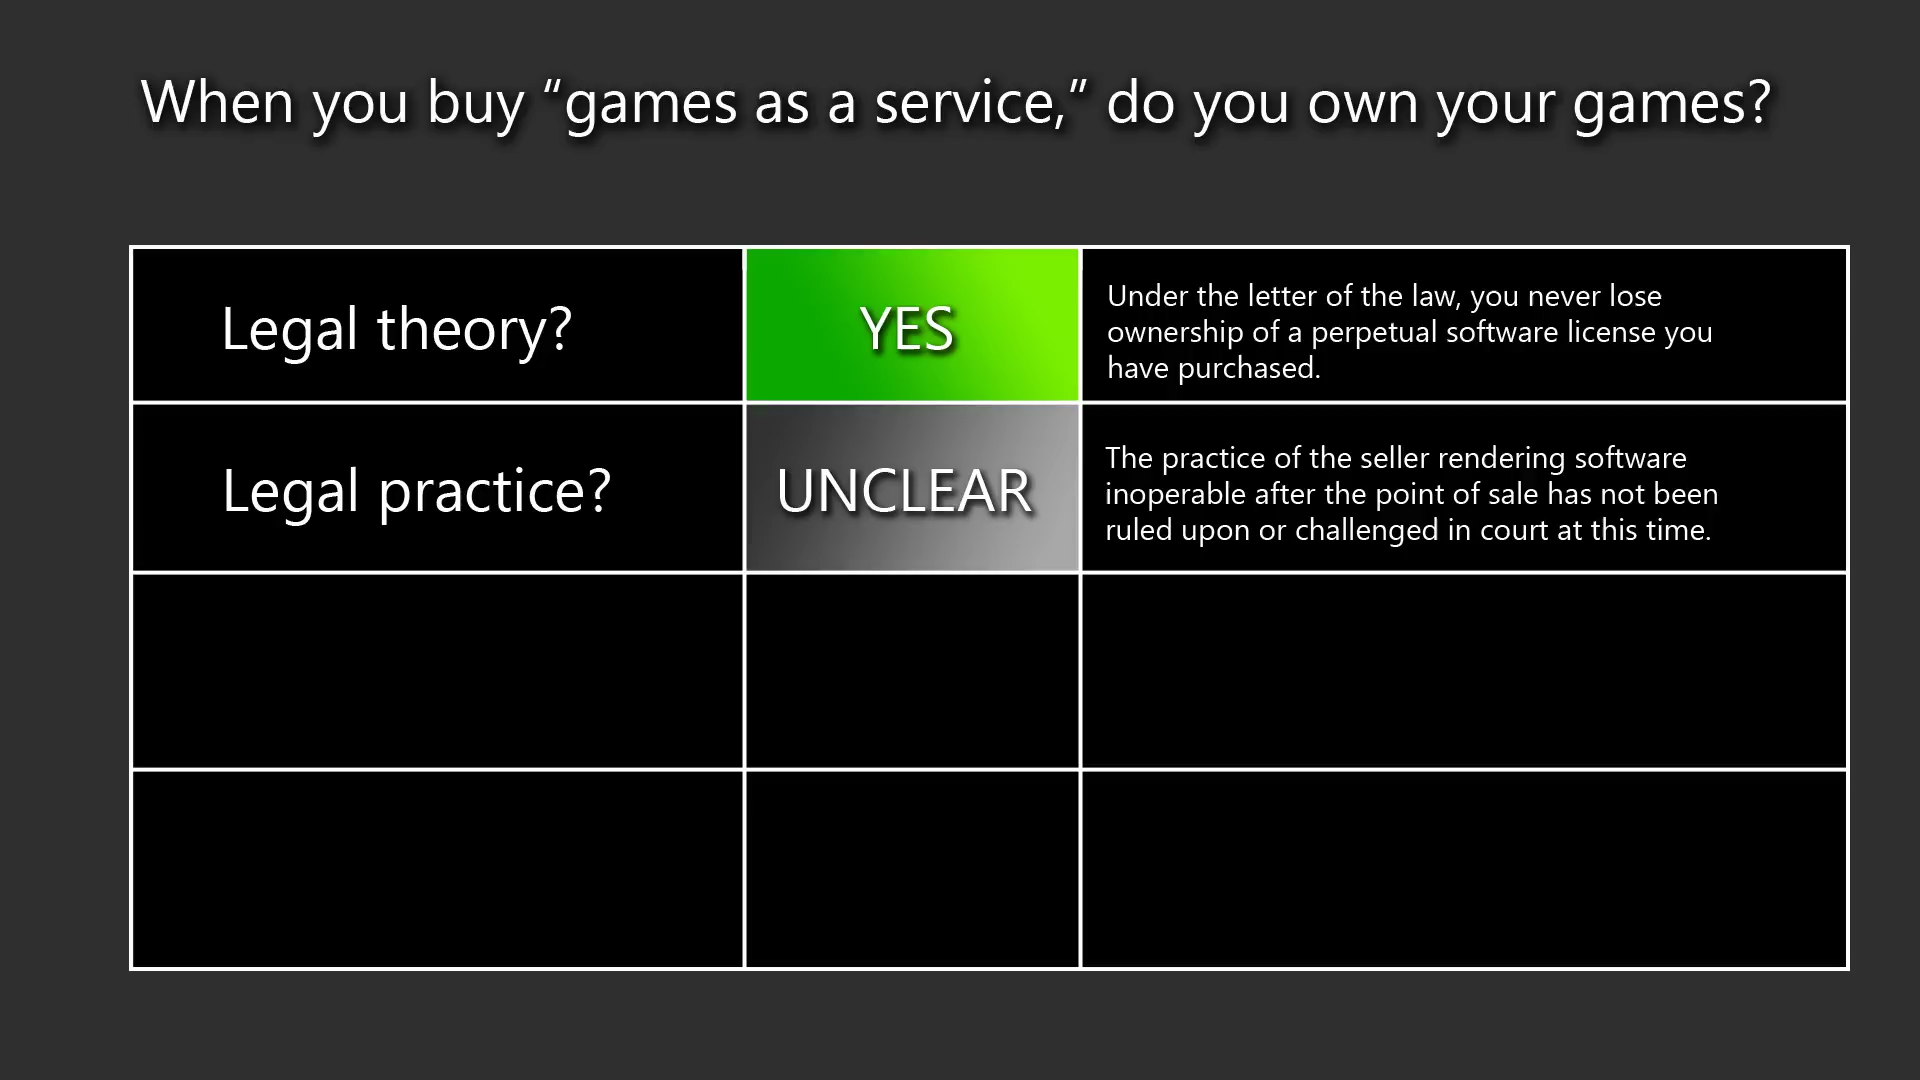 When you buy “games as a service,” do you own your games?
Legal theory?
YES
Under the letter of the law, you never lose
ownership of a perpetual software license you
have purchased.
Legal practice?
UNCLEAR
The practice of the seller rendering software
inoperable after the point of sale has not been
ruled upon or challenged in court at this time.